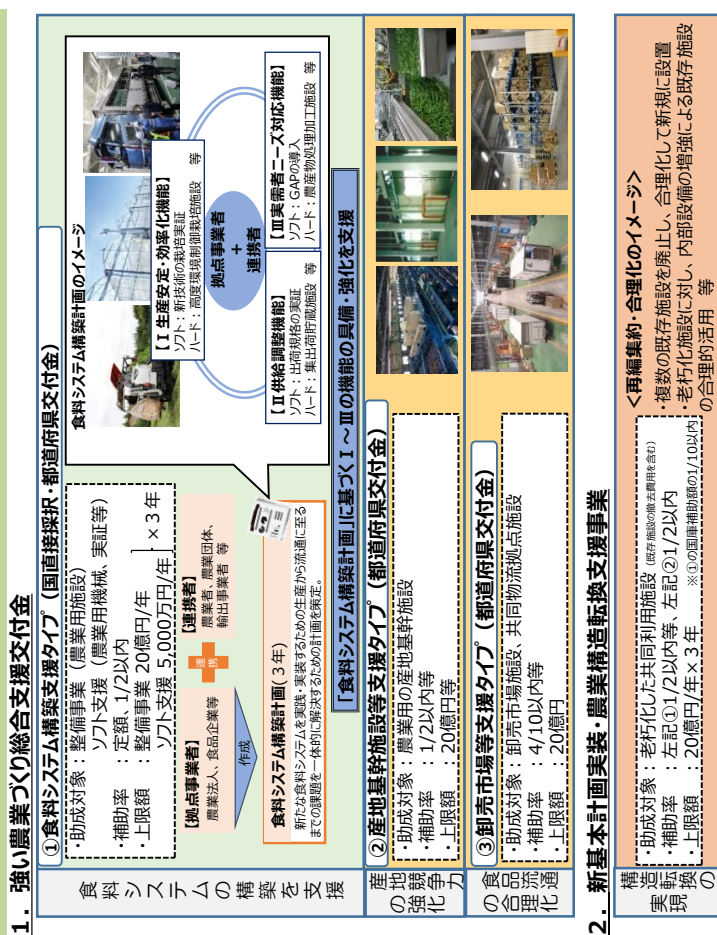 1．強い農業づくり総合支援交付金
食料システムの構築を支援
①食料システム構築支援タイプ（国直接採択・都道府県交付金）
・助成対象：整備事業（農業用施設）
ソフト支援（農業用機械、実証等）
・補助率　：定額、1/2以内
・上限額　：整備事業 20億円/年
ソフト支援 5,000万円/年
×３年
【拠点事業者】
農業法人、食品企業等
連携
【連携者】
農業者、農業団体、
輸出事業者　等
作成
食料システム構築計画(３年)
新たな食料システムを実践・実装するための生産から流通に至る
までの課題を一体的に解決するための計画を策定。
食料システム構築計画のイメージ
【Ⅰ生産安定・効率化機能】
ソフト：新技術の栽培実証
ハード：高度環境制御栽培施設　等
拠点事業者
＋
連携者
【Ⅱ供給調整機能】
ソフト：出荷規格の実証
ハード：集出荷貯蔵施設　等
【Ⅲ実需者ニーズ対応機能】
ソフト：GAPの導入
ハード：農産物処理加工施設　等
「食料システム構築計画」に基づくⅠ～Ⅲの機能の具備・強化を支援
産地競争力の強化
②産地基幹施設等支援タイプ（都道府県交付金）
・助成対象：農業用の産地基幹施設
・補助率　：1/2以内等
・上限額　：20億円等
食品流通の合理化
③卸売市場等支援タイプ（都道府県交付金）
・助成対象：卸売市場施設、共同物流拠点施設
・補助率　：4/10以内等
・上限額　：20億円
2．新基本計画実装・農業構造転換支援事業
構造転換の実現
・助成対象：老朽化した共同利用施設（既存施設の撤去費用を含む）
・補助率　：左記①1/2以内等、左記②1/2以内
・上限額　：20億円/年×３年　※①の国庫補助額の1/10以内
＜再編集約・合理化のイメージ＞
・複数の既存施設を廃止し、合理化して新規に設置
・老朽化施設に対し、内部設備の増強による既存施設
の合理的活用　等